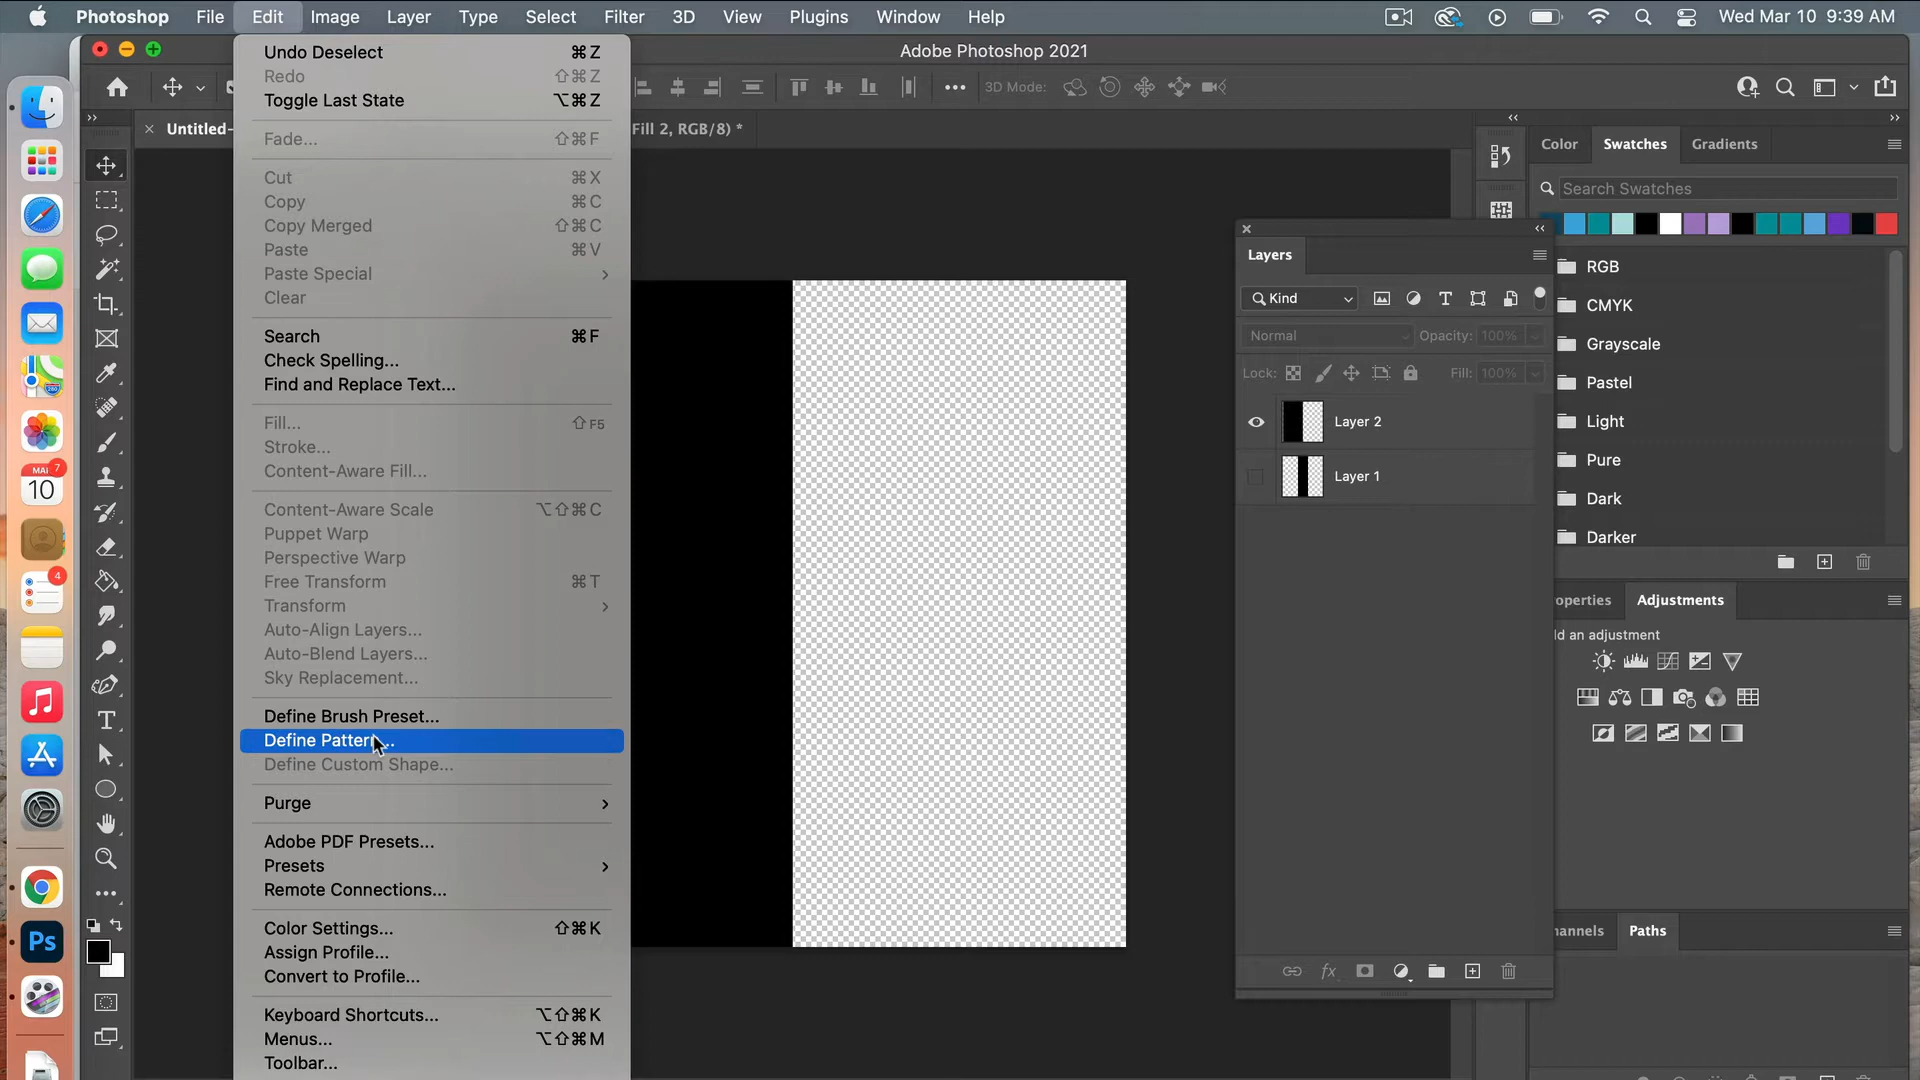 Photoshop File Edit Image Layer Type Select Filter 3D View Plugins Window Help Wed Mar 10 9:39 AM
Adobe Photoshop 2021
3D Mode:
Untitled- Fill 2, RGB/8) *
Undo Deselect ⌘Z
Redo ⇧⌘Z
Toggle Last State ⌥⌘Z
Fade... ⇧⌘F
Cut ⌘X
Copy ⌘C
Copy Merged ⇧⌘C
Paste ⌘V
Paste Special
Clear
Search ⌘F
Check Spelling...
Find and Replace Text...
Fill... ⇧F5
Stroke...
Content-Aware Fill...
Content-Aware Scale ⌥⇧⌘C
Puppet Warp
Perspective Warp
Free Transform ⌘T
Transform
Auto-Align Layers...
Auto-Blend Layers...
Sky Replacement...
Define Brush Preset...
Define Pattern...
Define Custom Shape...
Purge
Adobe PDF Presets...
Presets
Remote Connections...
Color Settings... ⇧⌘K
Assign Profile...
Convert to Profile...
Keyboard Shortcuts... ⌥⇧⌘K
Menus... ⌥⇧⌘M
Toolbar...
7
10
4
Ps
Layers
Kind
Normal Opacity: 100%
Lock: Fill: 100%
Layer 2
Layer 1
fx
Color Swatches Gradients
Search Swatches
RGB
CMYK
Grayscale
Pastel
Light
Pure
Dark
Darker
operties Adjustments
ld an adjustment
annels Paths